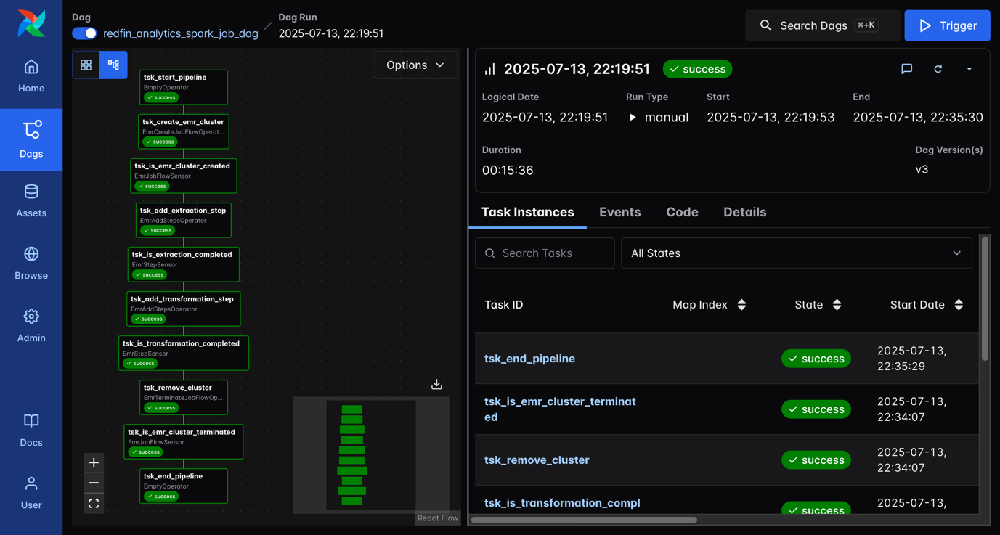 Dag
redfin_analytics_spark_job_dag
Dag Run
2025-07-13, 22:19:51
Search Dags
⌘+K
Trigger
Home
Dags
Assets
Browse
Admin
Docs
User
Options
tsk_start_pipeline
EmptyOperator
success
tsk_create_emr_cluster
EmrCreateJobFlowOperat...
success
tsk_is_emr_cluster_created
EmrJobFlowSensor
success
tsk_add_extraction_step
EmrAddStepsOperator
success
tsk_is_extraction_completed
EmrStepSensor
success
tsk_add_transformation_step
EmrAddStepsOperator
success
tsk_is_transformation_completed
EmrStepSensor
success
tsk_remove_cluster
EmrTerminateJobFlowOp...
success
tsk_is_emr_cluster_terminated
EmrJobFlowSensor
success
tsk_end_pipeline
EmptyOperator
success
React Flow
2025-07-13, 22:19:51 success
Logical Date Run Type Start End
2025-07-13, 22:19:51 manual 2025-07-13, 22:19:53 2025-07-13, 22:35:30
Duration Dag Version(s)
00:15:36 v3
Task Instances Events Code Details
Search Tasks All States
Task ID Map Index State Start Date
tsk_end_pipeline success 2025-07-13,
22:35:29
tsk_is_emr_cluster_terminat
ed
success
2025-07-13,
22:34:07
tsk_remove_cluster success 2025-07-13,
22:34:07
tsk_is_transformation_compl
success
2025-07-13,